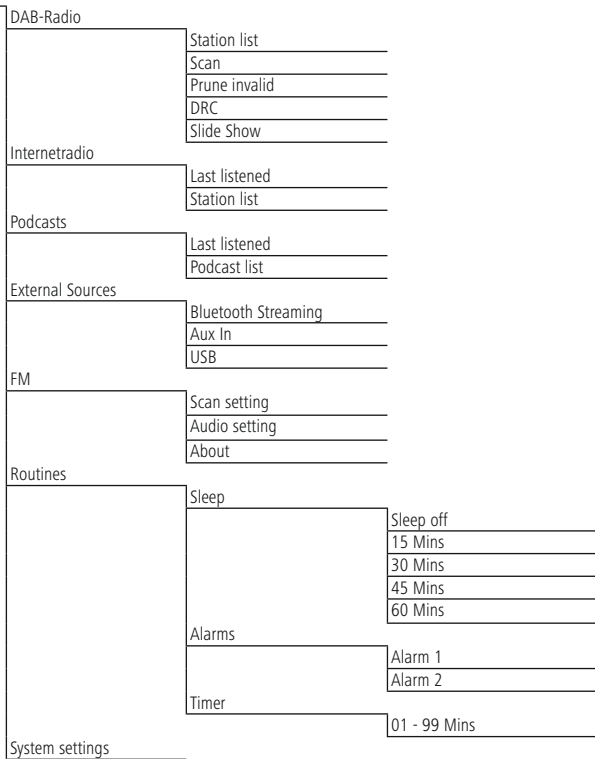 DAB-Radio
Station list
Scan
Prune invalid
DRC
Slide Show
Internetradio
Last listened
Station list
Podcasts
Last listened
Podcast list
External Sources
Bluetooth Streaming
Aux In
USB
FM
Scan setting
Audio setting
About
Routines
Sleep
Sleep off
15 Mins
30 Mins
45 Mins
60 Mins
Alarms
Alarm 1
Alarm 2
Timer
01 - 99 Mins
System settings